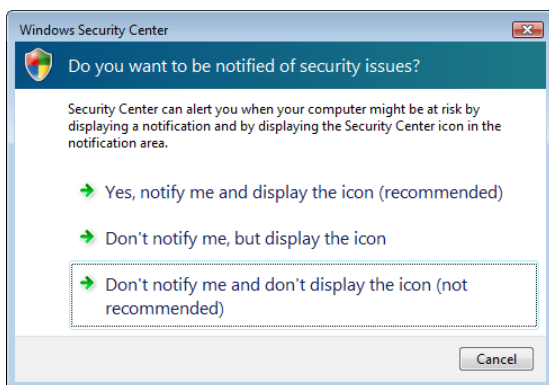 Windows Security Center
Do you want to be notified of security issues?
Security Center can alert you when your computer might be at risk by
displaying a notification and by displaying the Security Center icon in the
notification area.
Yes, notify me and display the icon (recommended)
Don't notify me, but display the icon
Don't notify me and don't display the icon (not
recommended)
Cancel